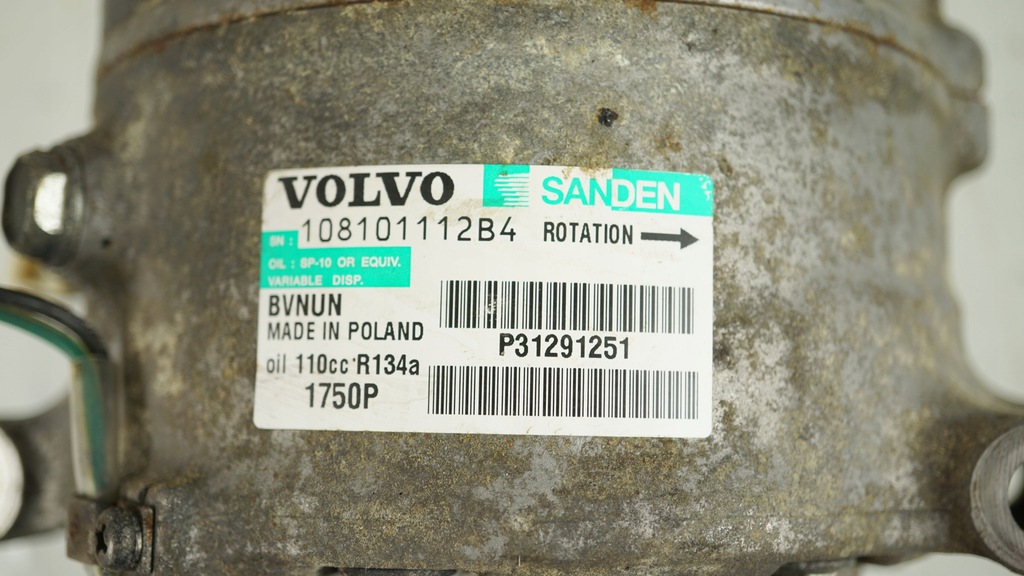 VOLVO SANDEN
SN : 108101112B4 ROTATION
OIL : SP-10 OR EQUIV.
VARIABLE DISP.
BVNUN
MADE IN POLAND
P31291251
oil 110cc R134a
1750P